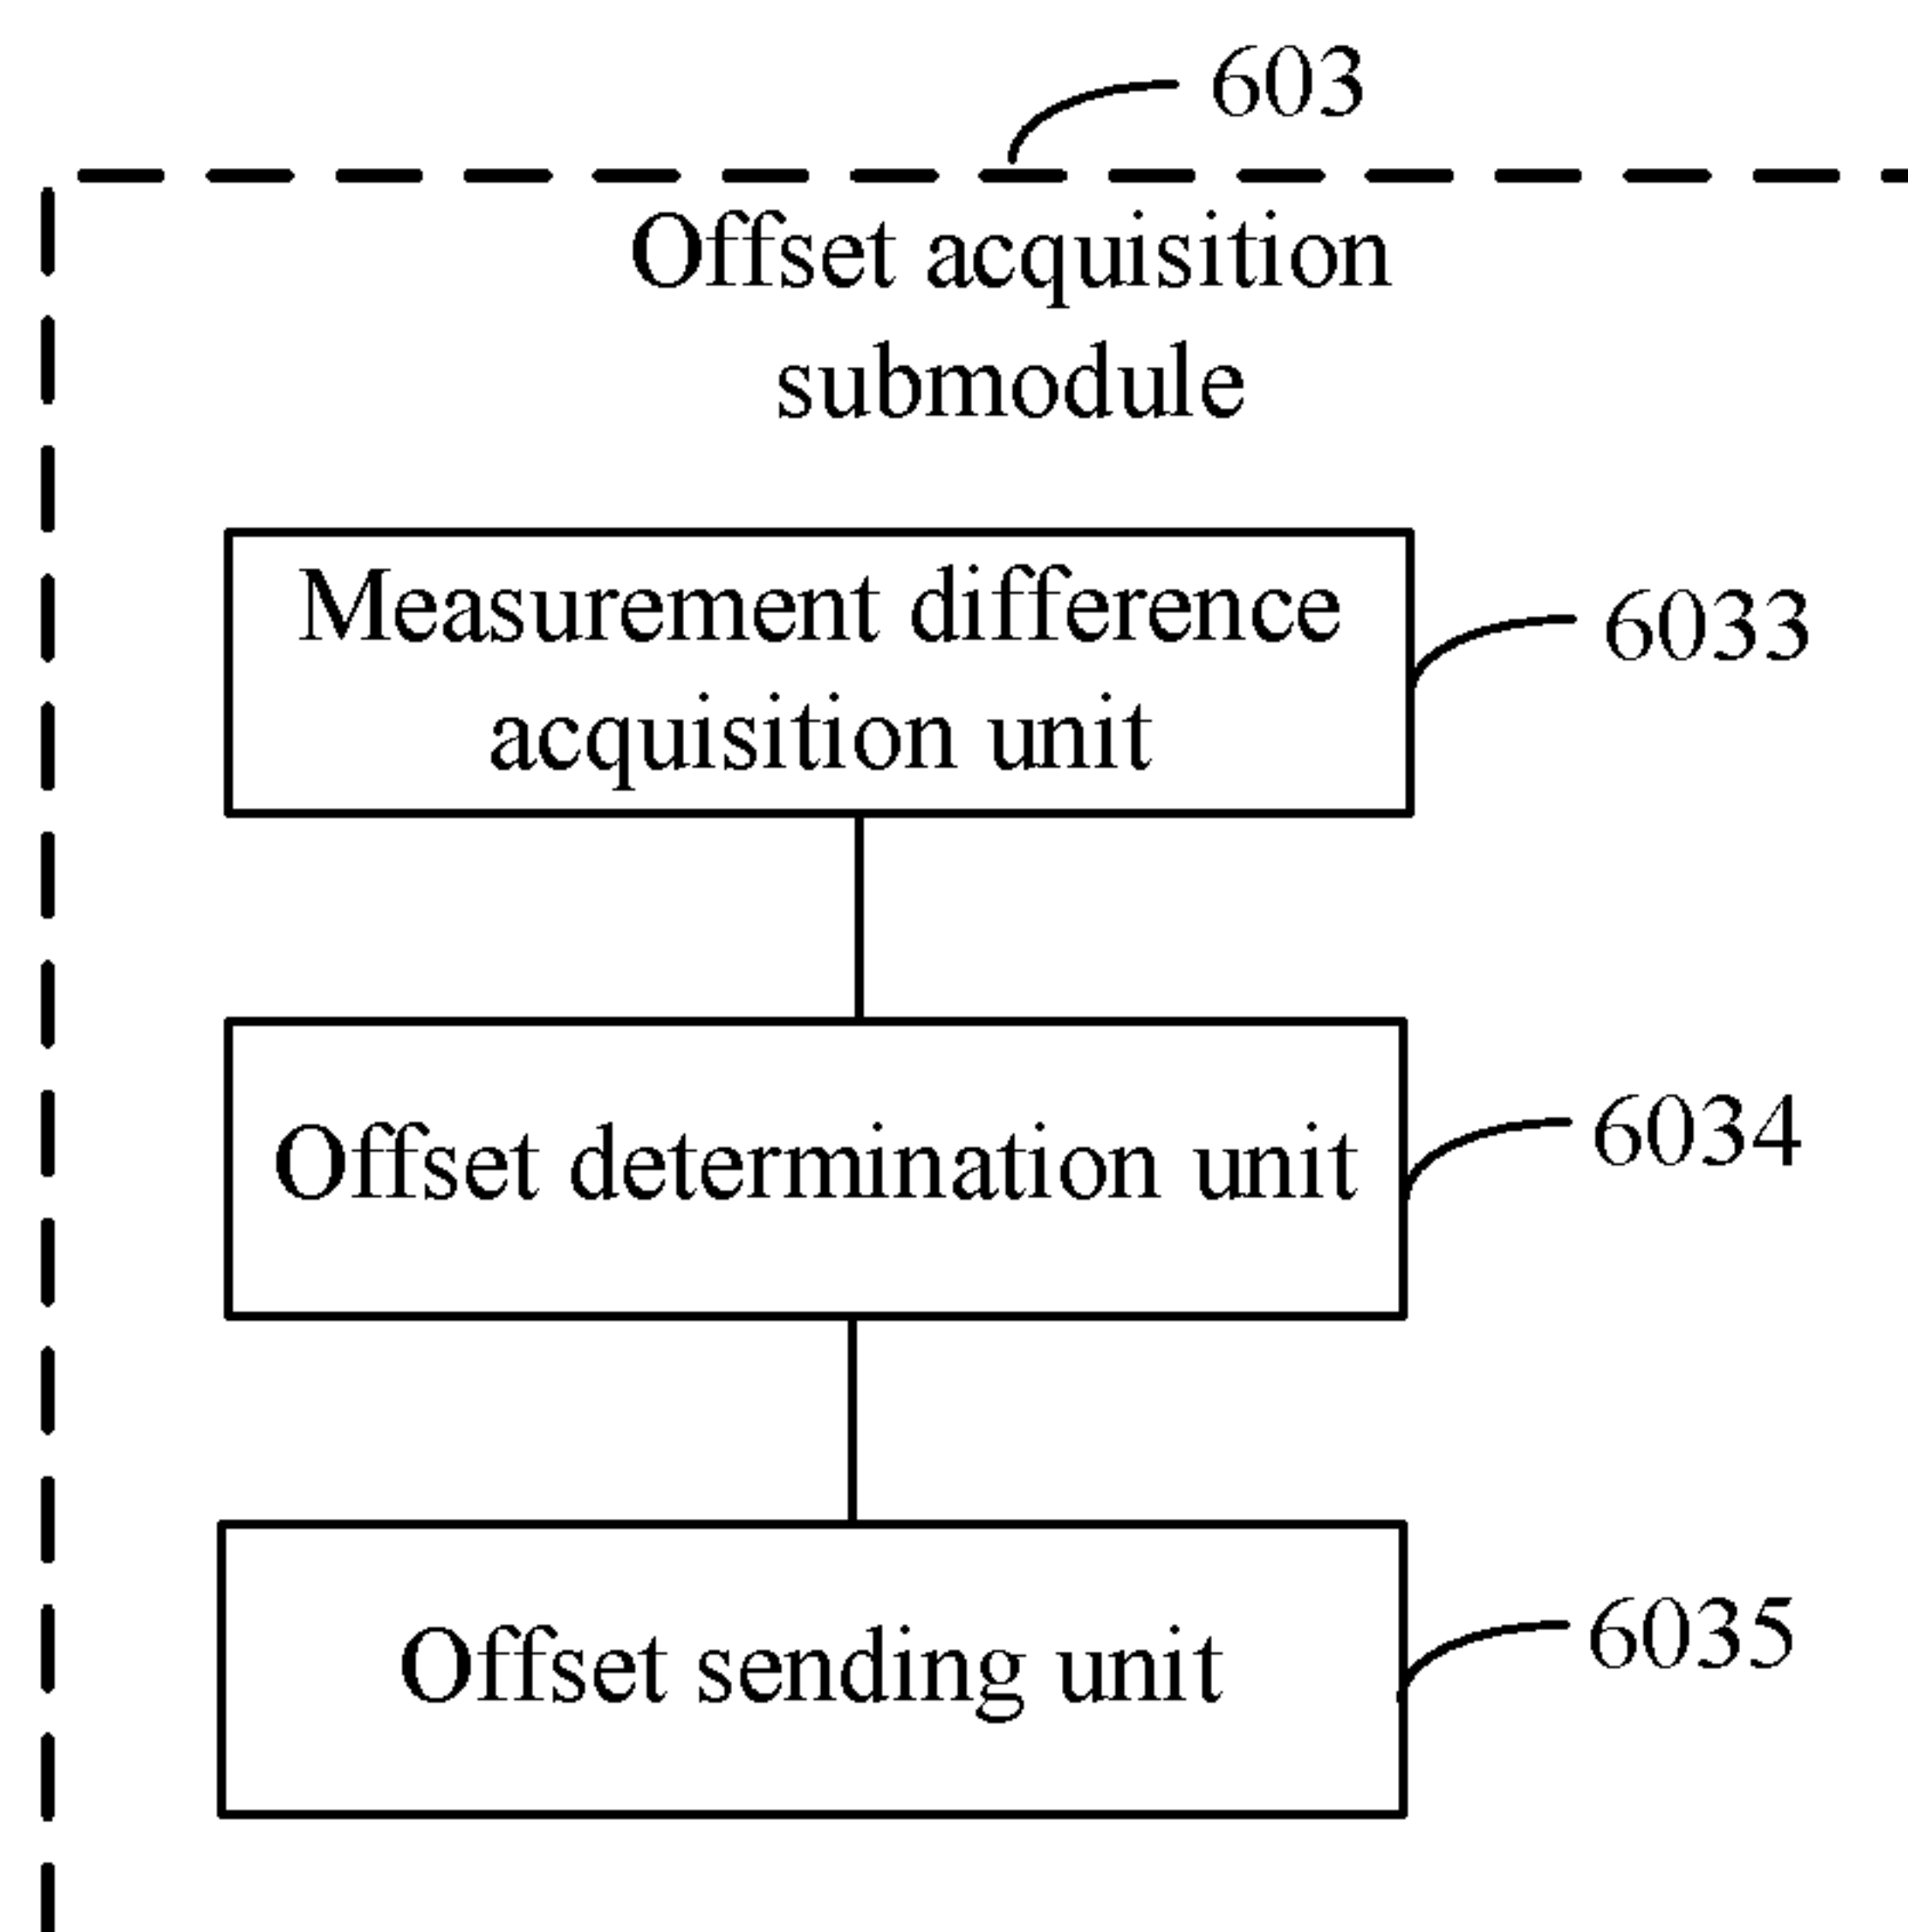 603
Offset acquisition
submodule
Measurement difference
acquisition unit
6033
Offset determination unit
6034
Offset sending unit
6035